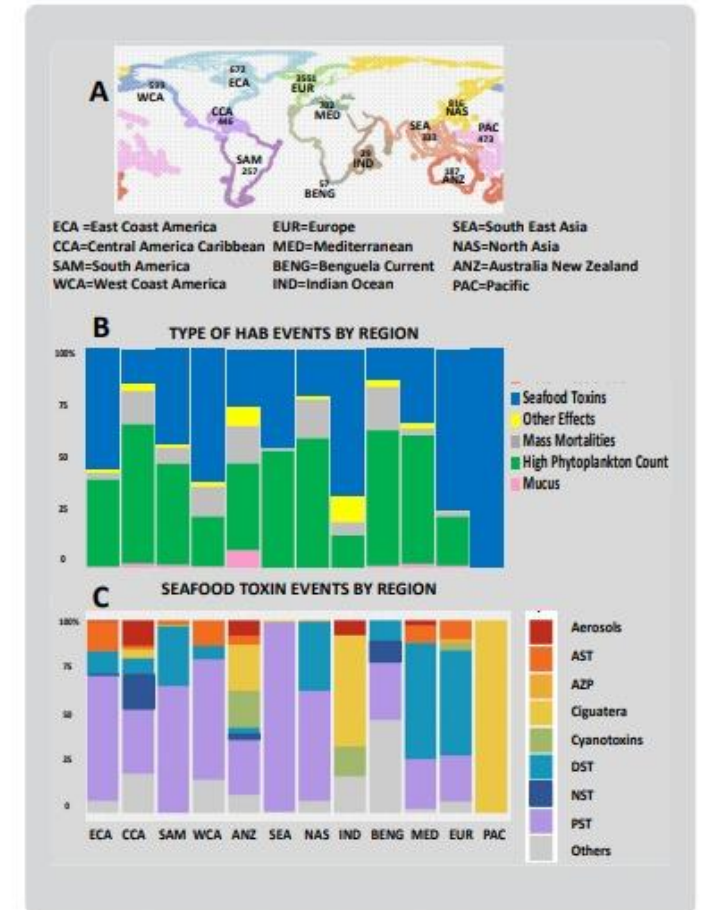 A
672
ECA
WCA
3551
EUR
MED
CCA
446
SAM
257
IND
57
BENG
SEA
816
NAS
PAC
473
387
ANZ
ECA =East Coast America
CCA=Central America Caribbean
SAM=South America
WCA=West Coast America
EUR=Europe
MED=Mediterranean
BENG=Benguela Current
IND=Indian Ocean
SEA=South East Asia
NAS=North Asia
ANZ=Australia New Zealand
PAC=Pacific
B
TYPE OF HAB EVENTS BY REGION
100%
75
50
25
0
Seafood Toxins
Other Effects
Mass Mortalities
High Phytoplankton Count
Mucus
C
SEAFOOD TOXIN EVENTS BY REGION
100%
75
50
25
0
ECA CCA SAM WCA ANZ SEA NAS IND BENG MED EUR PAC
Aerosols
AST
AZP
Ciguatera
Cyanotoxins
DST
NST
PST
Others